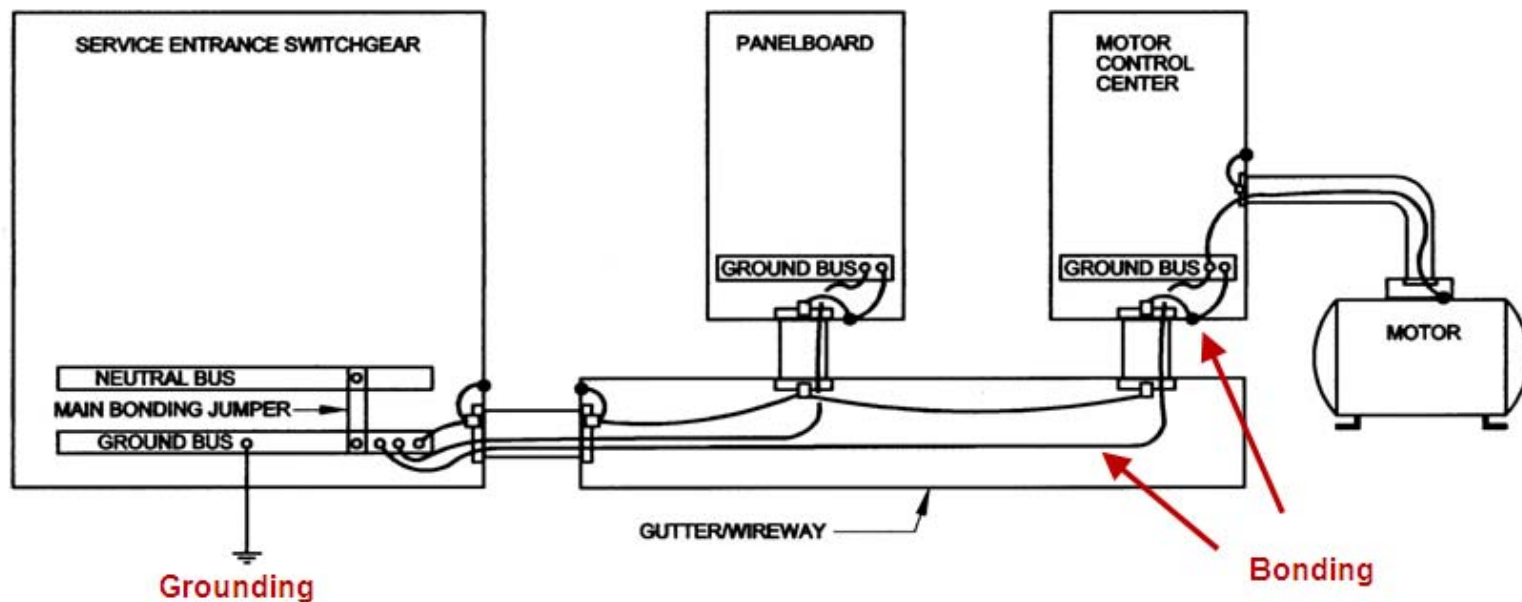 SERVICE ENTRANCE SWITCHGEAR
PANELBOARD
MOTOR
CONTROL
CENTER
GROUND BUS
GROUND BUS
MOTOR
NEUTRAL BUS
MAIN BONDING JUMPER
GROUND BUS
GUTTER/WIREWAY
Grounding
Bonding